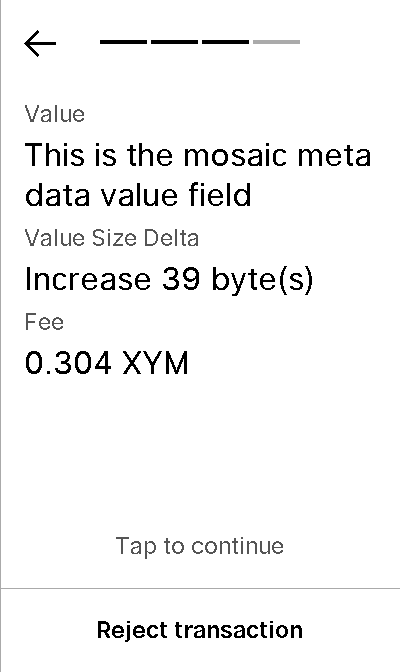 Value
This is the mosaic meta
data value field
Value Size Delta
Increase 39 byte(s)
Fee
0.304 XYM
Tap to continue
Reject transaction